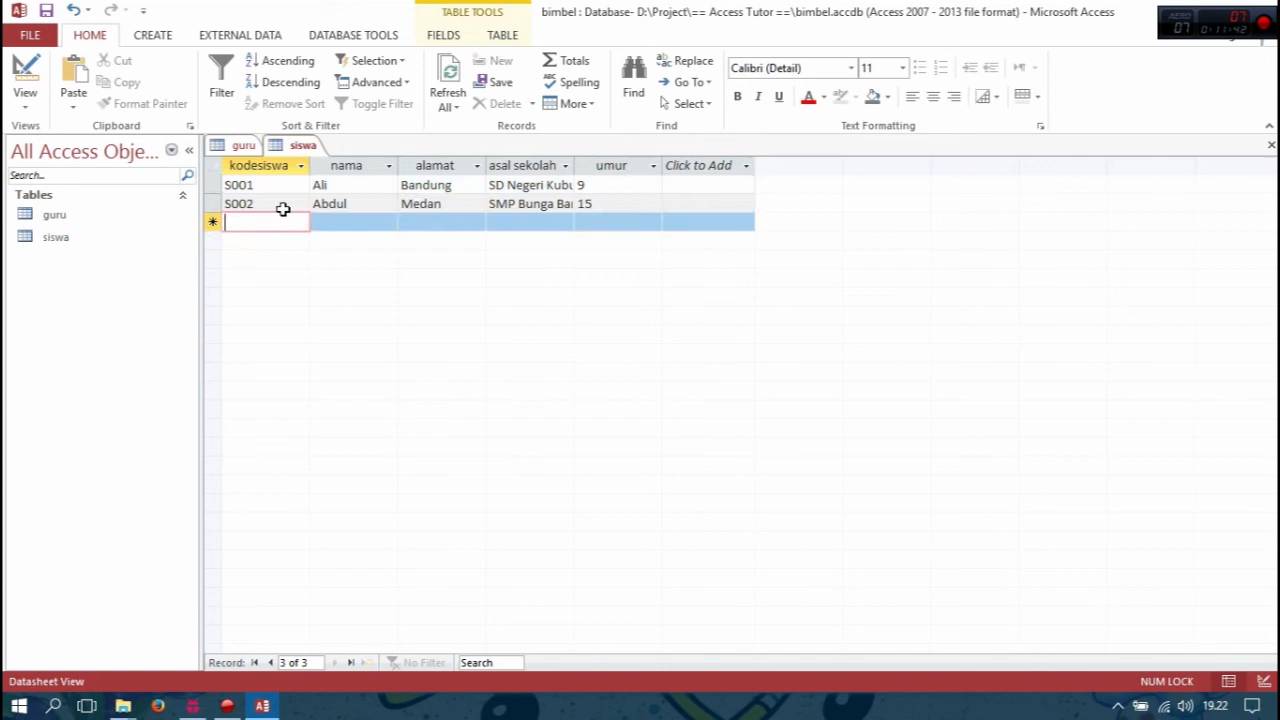 TABLE TOOLS
bimbel : Database- D:\Project\== Access Tutor ==\bimbel.accdb (Access 2007 - 2013 file format) - Microsoft Access
FILE HOME CREATE EXTERNAL DATA DATABASE TOOLS FIELDS TABLE
View
Views
Paste
Cut
Copy
Format Painter
Clipboard
Filter
Ascending
Descending
Remove Sort
Selection
Advanced
Toggle Filter
Sort & Filter
Refresh
All
New
Save
Delete
Totals
Spelling
More
Records
Find
Replace
Go To
Select
Find
Calibri (Detail) 11
B I U A
Text Formatting
All Access Obje...
Search...
Tables
guru
siswa
guru siswa
kodesiswa nama alamat asal sekolah umur Click to Add
S001 Ali Bandung SD Negeri Kubu 9
S002 Abdul Medan SMP Bunga Ban 15
Record: 3 of 3 No Filter Search
Datasheet View NUM LOCK
19.22